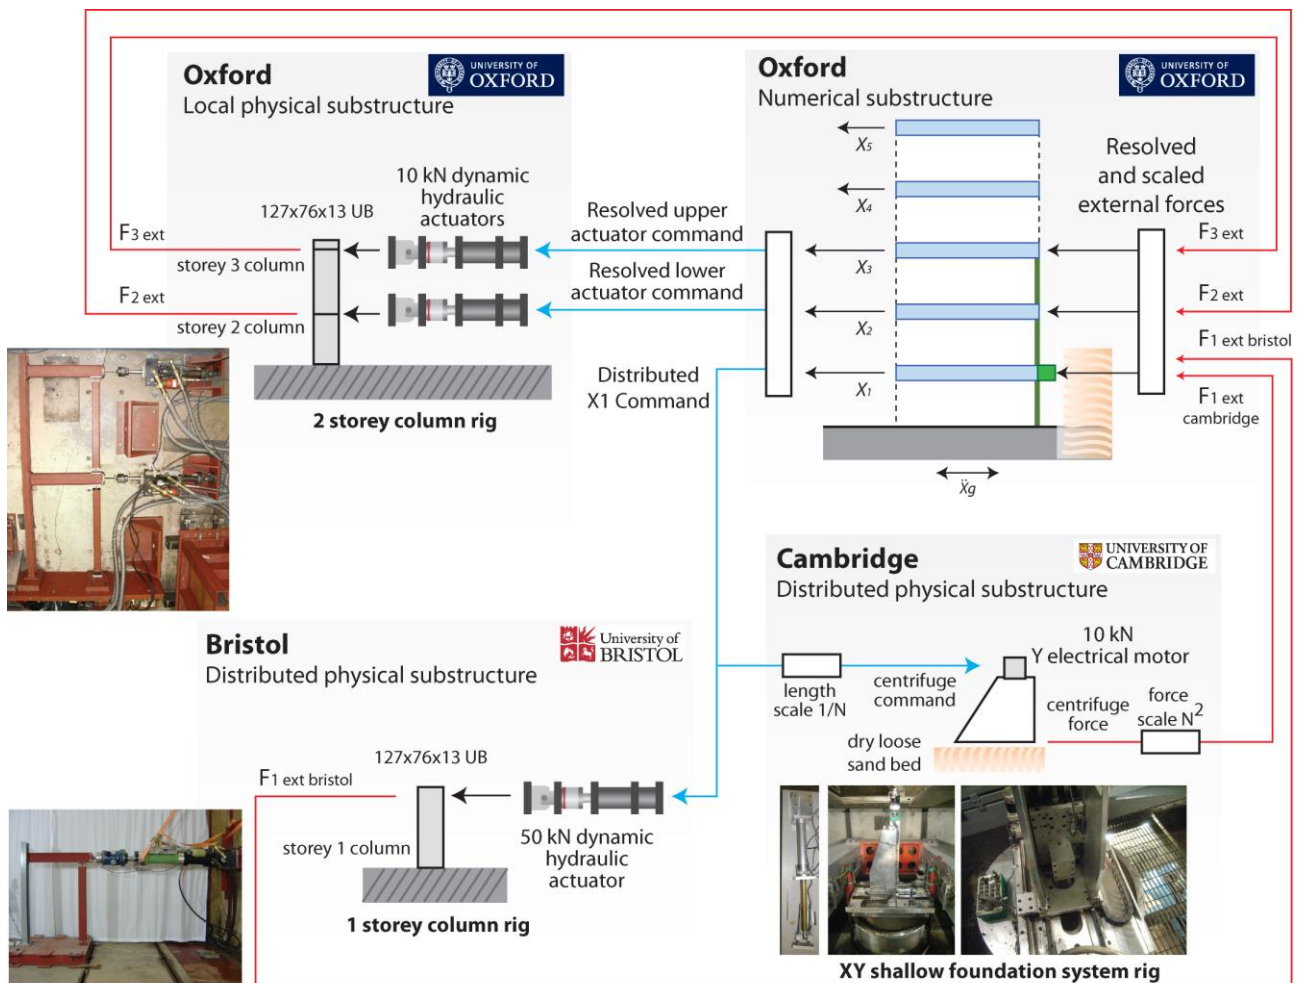 Oxford
Local physical substructure
UNIVERSITY OF
OXFORD
10 kN dynamic
hydraulic
actuators
127x76x13 UB
F3 ext
storey 3 column
F2 ext
storey 2 column
2 storey column rig
Resolved upper
actuator command
Resolved lower
actuator command
Distributed
X1 Command
Oxford
Numerical substructure
UNIVERSITY OF
OXFORD
X5
X4
X3
X2
X1
Ẍg
Resolved
and scaled
external forces
F3 ext
F2 ext
F1 ext bristol
F1 ext
cambridge
Bristol
Distributed physical substructure
University of
BRISTOL
127x76x13 UB
F1 ext bristol
storey 1 column
50 kN dynamic
hydraulic
actuator
1 storey column rig
Cambridge
Distributed physical substructure
UNIVERSITY OF
CAMBRIDGE
10 kN
Y electrical motor
length
scale 1/N
centrifuge
command
centrifuge
force
force
scale N²
dry loose
sand bed
XY shallow foundation system rig